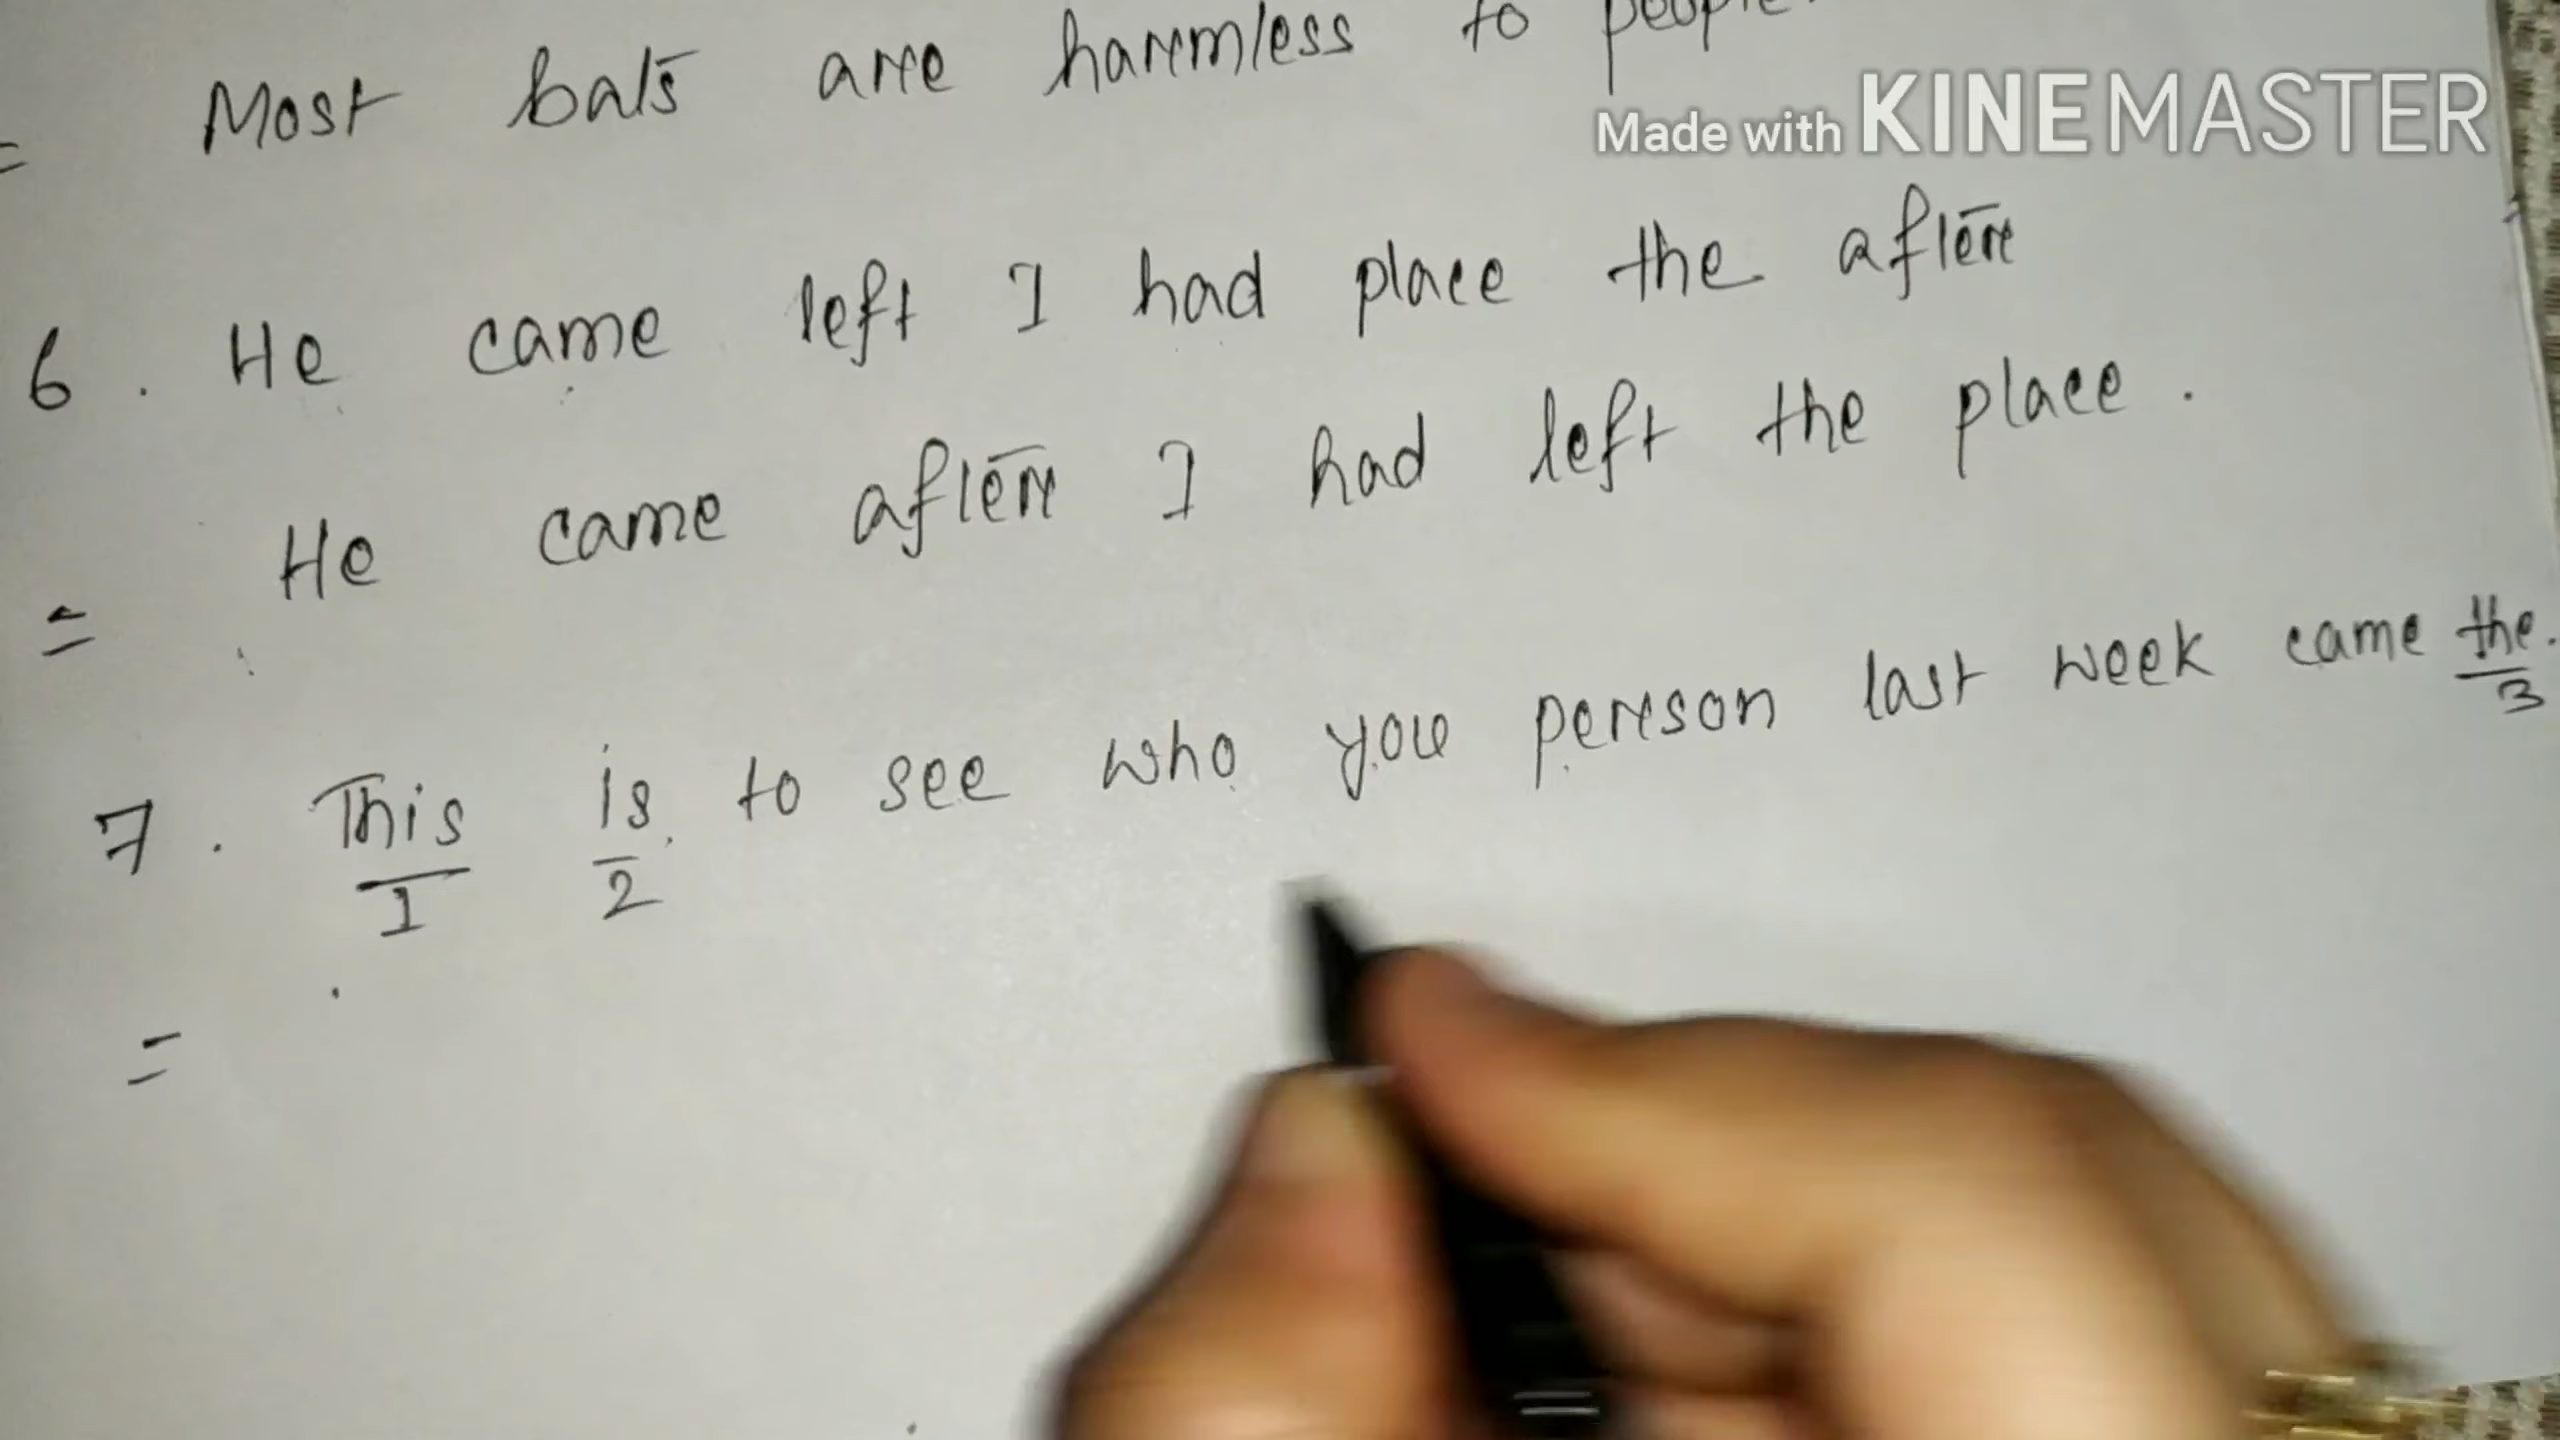 = Most bats are harmless to people.
Made with KINEMASTER
6. He came left I had place the after
= He came after I had left the place.
7. This is to see who you person last week came the.
1 2 3
=